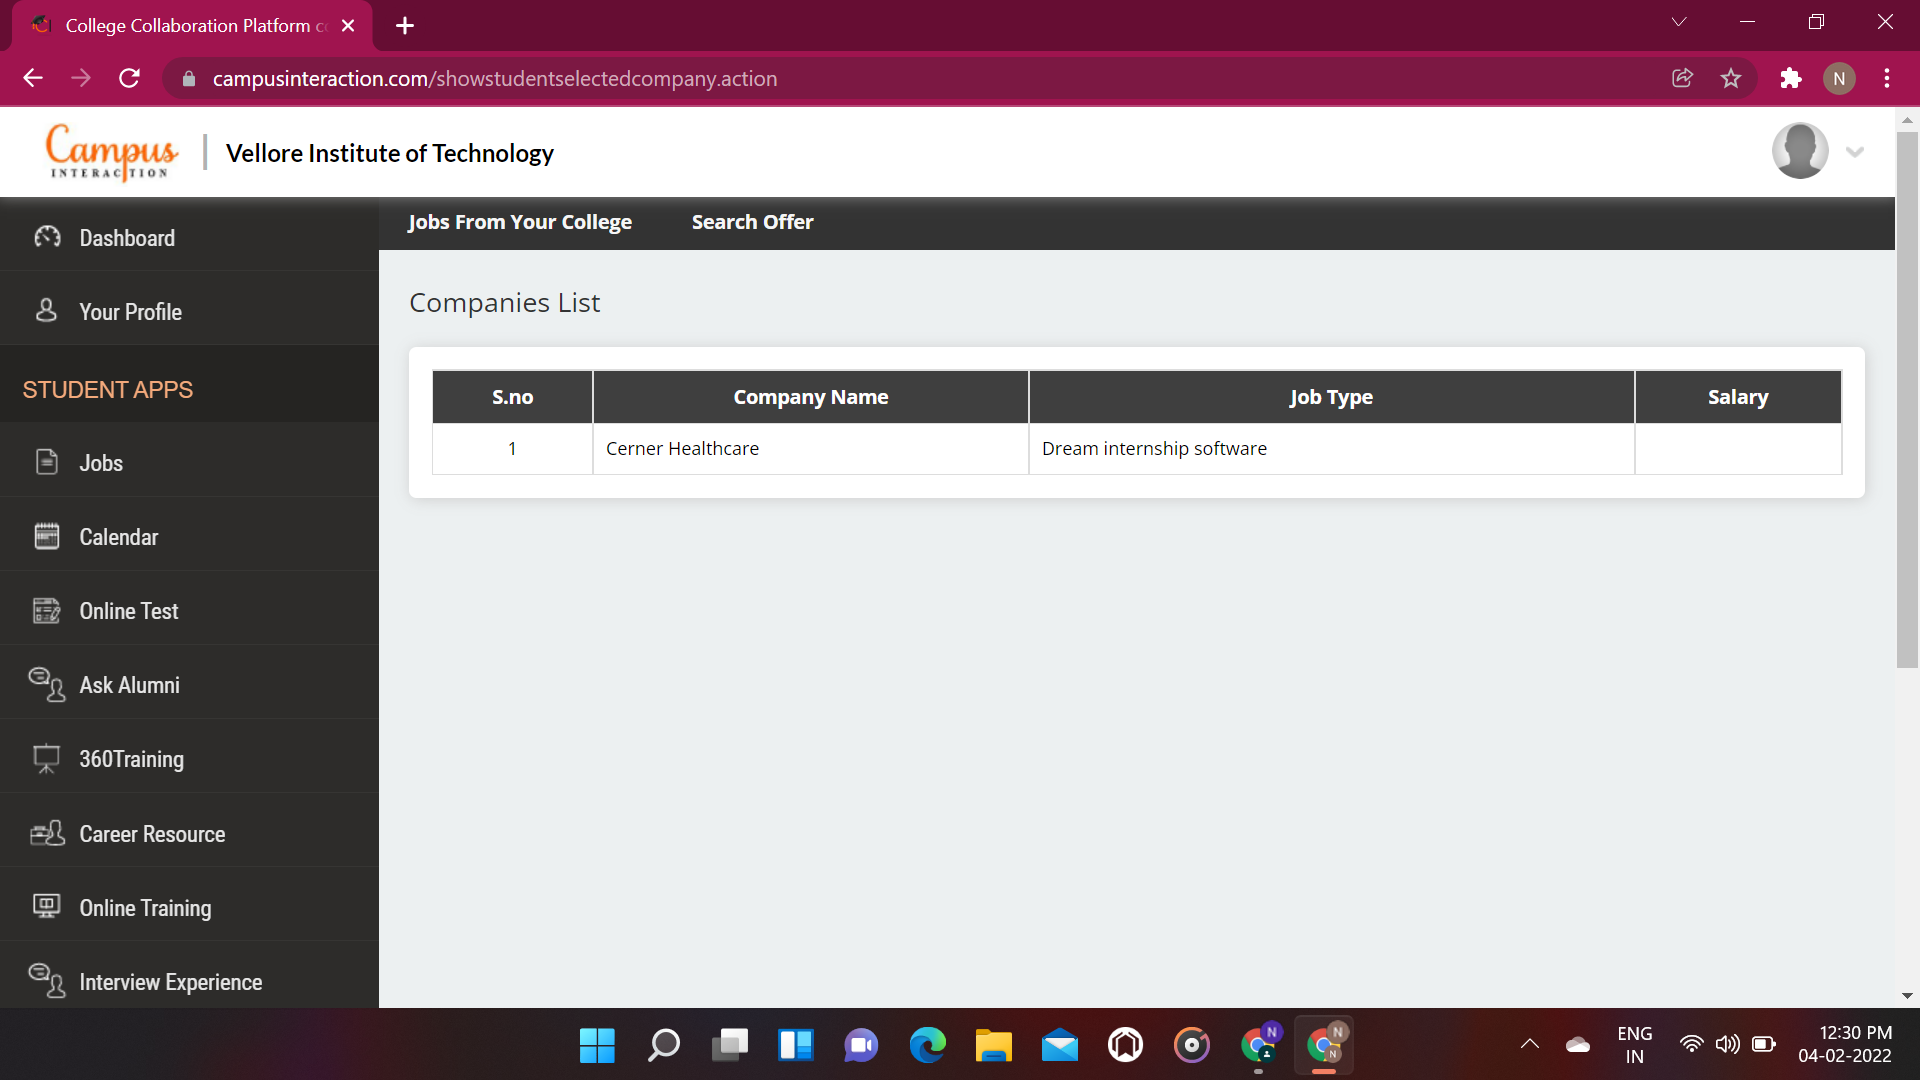 College Collaboration Platform c
campusinteraction.com/showstudentselectedcompany.action
N
Campus
INTERACTION
Vellore Institute of Technology
Jobs From Your College
Search Offer
Dashboard
Your Profile
STUDENT APPS
Jobs
Calendar
Online Test
Ask Alumni
360Training
Career Resource
Online Training
Interview Experience
Companies List
S.no
Company Name
Job Type
Salary
1
Cerner Healthcare
Dream internship software
N
N
N
ENG
IN
12:30 PM
04-02-2022